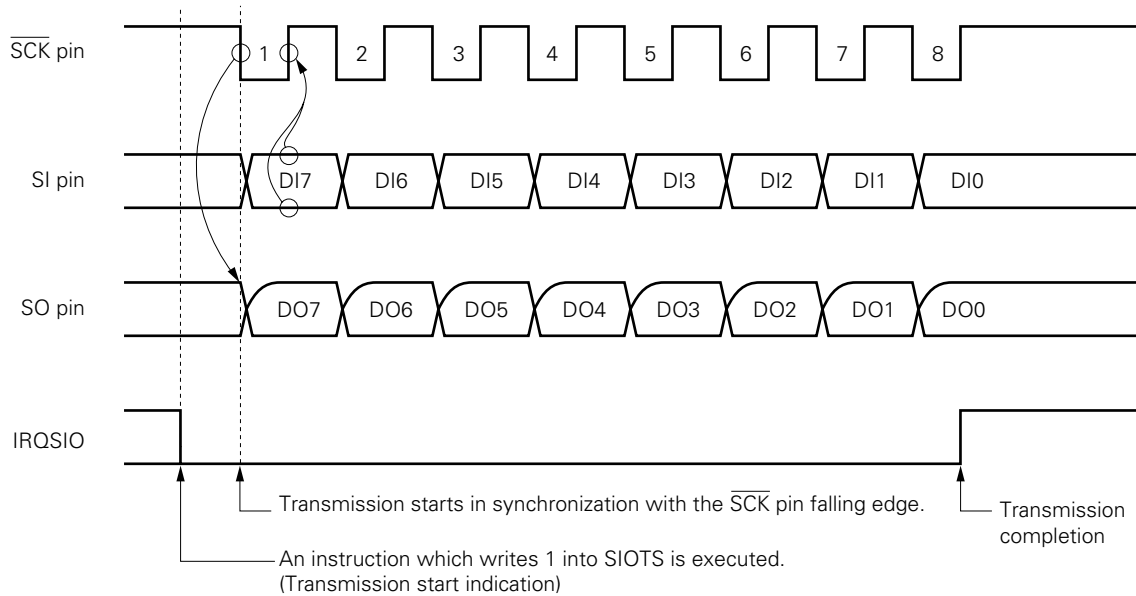 SCK pin
1 2 3 4 5 6 7 8
SI pin
DI7 DI6 DI5 DI4 DI3 DI2 DI1 DI0
SO pin
DO7 DO6 DO5 DO4 DO3 DO2 DO1 DO0
IRQSIO
Transmission starts in synchronization with the SCK pin falling edge.
Transmission
completion
An instruction which writes 1 into SIOTS is executed.
(Transmission start indication)